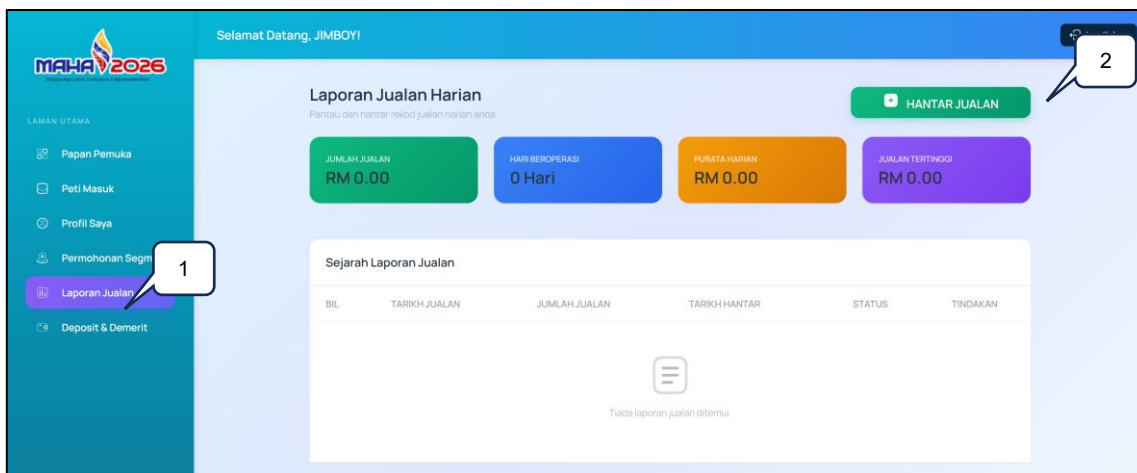 MAHA 2026
Selamat Datang, JIMBOY!
2
LAMAN UTAMA
Papan Pemuka
Peti Masuk
Profil Saya
Permohonan Segm
1
Laporan Jualan
Deposit & Demerit
Laporan Jualan Harian
Pantau dan hantar rekod jualan harian anda
HANTAR JUALAN
JUMLAH JUALAN
RM 0.00
HARI BEROPERASI
0 Hari
PURATA HARIAN
RM 0.00
JUALAN TERTINGGI
RM 0.00
Sejarah Laporan Jualan
BIL TARIKH JUALAN JUMLAH JUALAN TARIKH HANTAR STATUS TINDAKAN
Tiada laporan jualan ditemui.